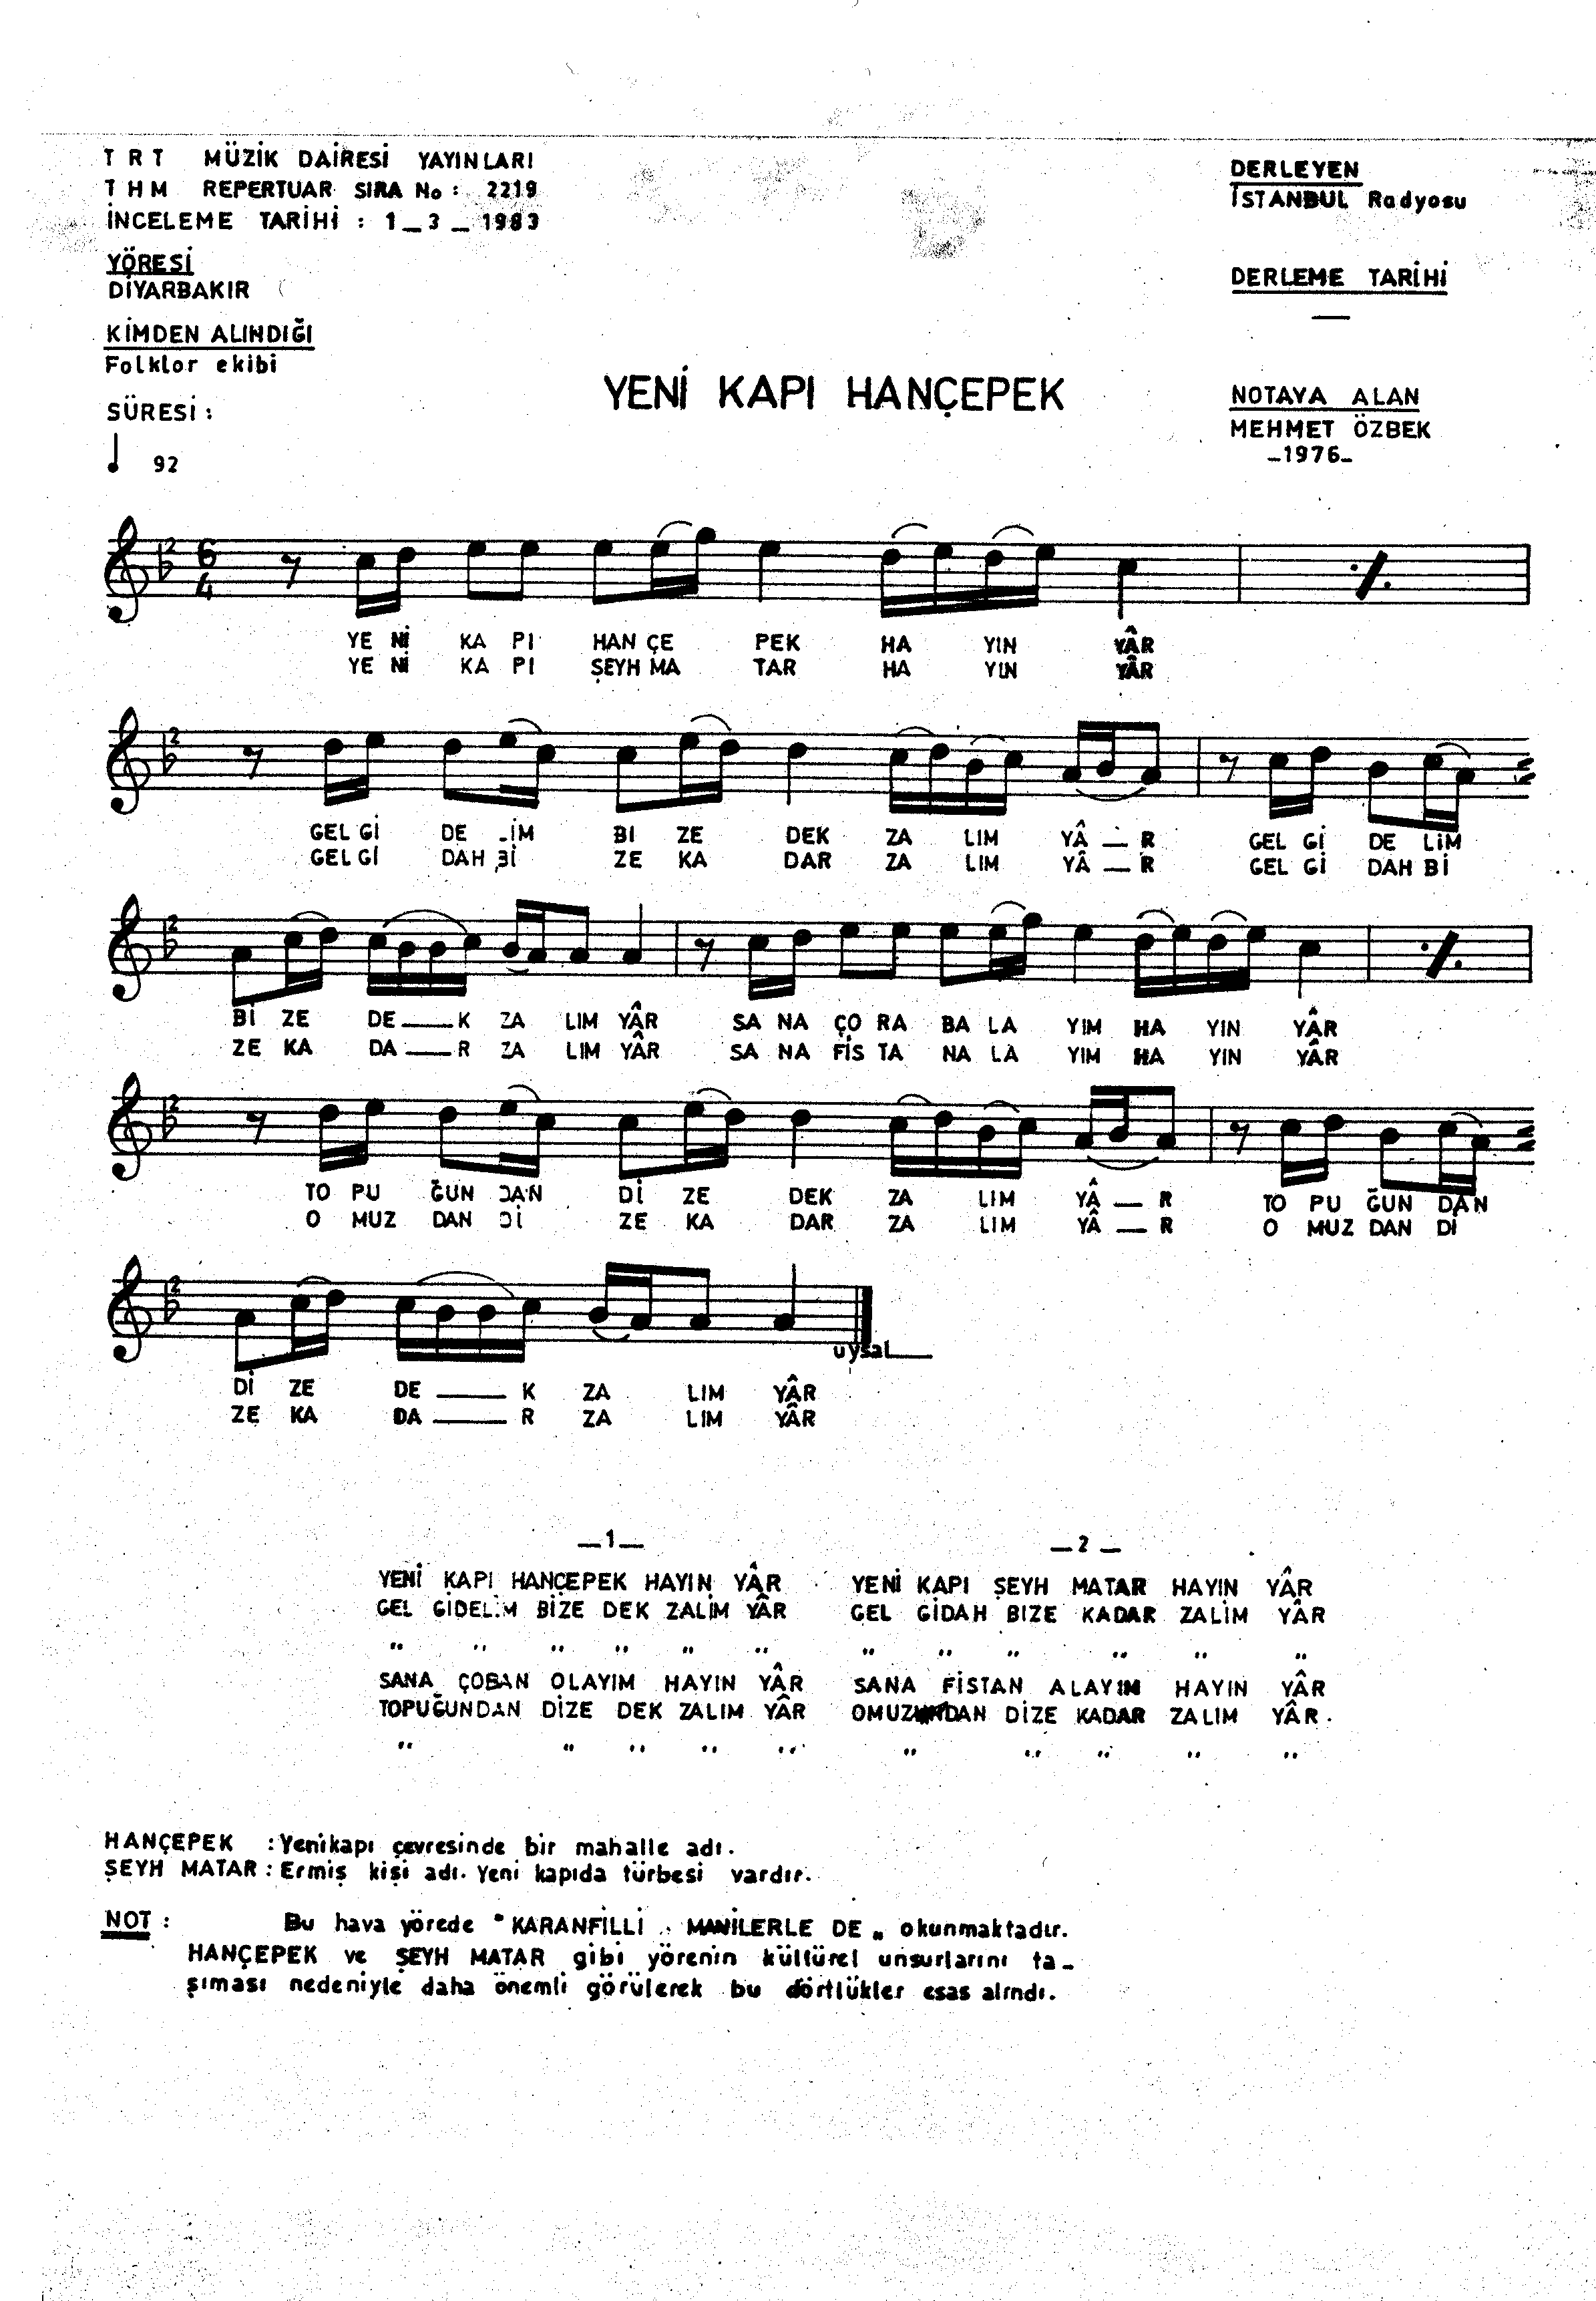 T R T MÜZİK DAİRESİ YAYINLARI
T H M REPERTUAR SIRA No : 2219
İNCELEME TARİHİ : 1 _ 3 _ 1983
YÖRESİ
DİYARBAKIR
KİMDEN ALINDIĞI
Folklor ekibi
SÜRESİ :
92
DERLEYEN
İSTANBUL Radyosu
DERLEME TARİHİ
—
NOTAYA ALAN
MEHMET ÖZBEK
_1976_
YENİ KAPI HANÇEPEK
6
4
YE Nİ KA PI HAN ÇE PEK HA YIN YÂR
YE Nİ KA PI ŞEYH MA TAR HA YIN YÂR
GEL Gİ DE LİM BI ZE DEK ZA LIM YÂ — R GEL Gİ DE LİM
GEL Gİ DAH Bİ ZE KA DAR ZA LIM YÂ — R GEL Gİ DAH Bİ
Bİ ZE DE — K ZA LIM YÂR SA NA ÇO RA BA LA YIM HA YIN YÂR
ZE KA DA — R ZA LIM YÂR SA NA FİS TA NA LA YIM HA YIN YÂR
TO PU ĞUN DAN Dİ ZE DEK ZA LIM YÂ — R TO PU ĞUN DAN
O MUZ DAN Dİ ZE KA DAR ZA LIM YÂ — R O MUZ DAN Dİ
uysal
Dİ ZE DE — K ZA LIM YÂR
ZE KA DA — R ZA LIM YÂR
_1_
YENİ KAPI HANÇEPEK HAYIN YÂR
GEL GİDELİM BİZE DEK ZALİM YÂR
" " " " " "
SANA ÇOBAN OLAYIM HAYIN YÂR
TOPUĞUNDAN DİZE DEK ZALIM YÂR
" " " " "
_2_
YENİ KAPI ŞEYH MATAR HAYIN YÂR
GEL GİDAH BIZE KADAR ZALİM YÂR
" " " " " "
SANA FİSTAN ALAYIM HAYIN YÂR
OMUZUNDAN DİZE KADAR ZALIM YÂR.
" " " " "
HANÇEPEK : Yenikapı çevresinde bir mahalle adı.
ŞEYH MATAR : Ermiş kişi adı. Yeni kapıda türbesi vardır.
NOT : Bu hava yörede "KARANFİLLİ MANİLERLE DE" okunmaktadır.
HANÇEPEK ve ŞEYH MATAR gibi yörenin kültürel unsurlarını ta_
şıması nedeniyle daha önemli görülerek bu dörtlükler esas alındı.